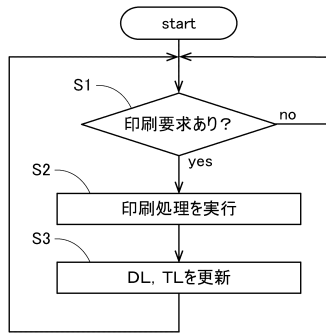 start
S1
印刷要求あり？
no
yes
S2
印刷処理を実行
S3
DL，TLを更新